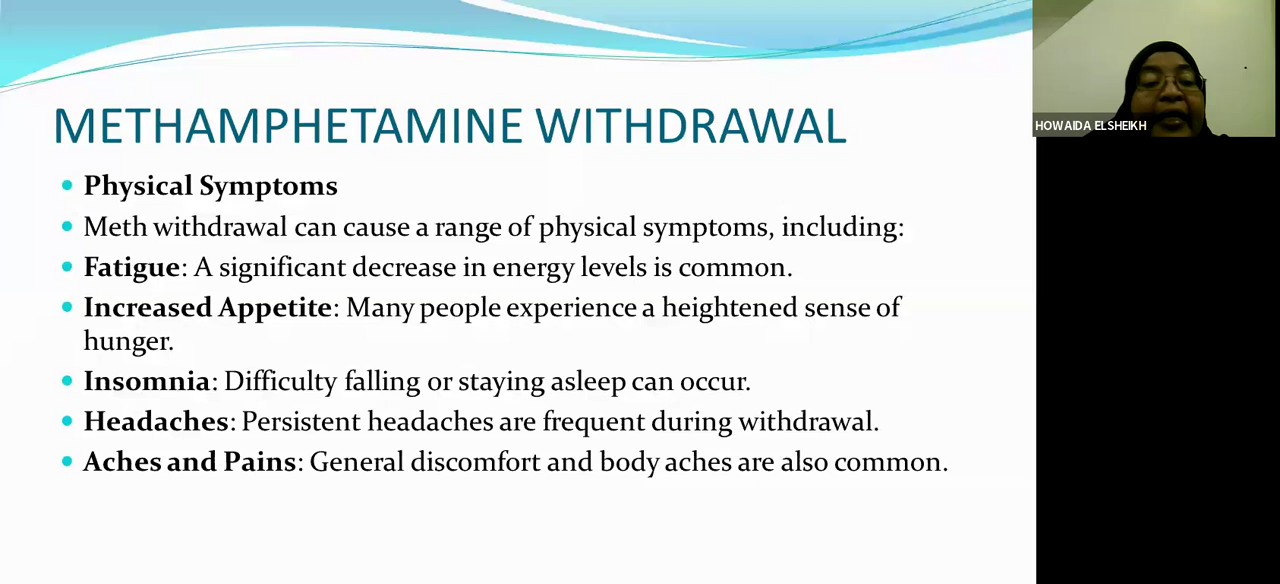 METHAMPHETAMINE WITHDRAWAL
• Physical Symptoms
• Meth withdrawal can cause a range of physical symptoms, including:
• Fatigue: A significant decrease in energy levels is common.
• Increased Appetite: Many people experience a heightened sense of
hunger.
• Insomnia: Difficulty falling or staying asleep can occur.
• Headaches: Persistent headaches are frequent during withdrawal.
• Aches and Pains: General discomfort and body aches are also common.
HOWAIDA ELSHEIKH